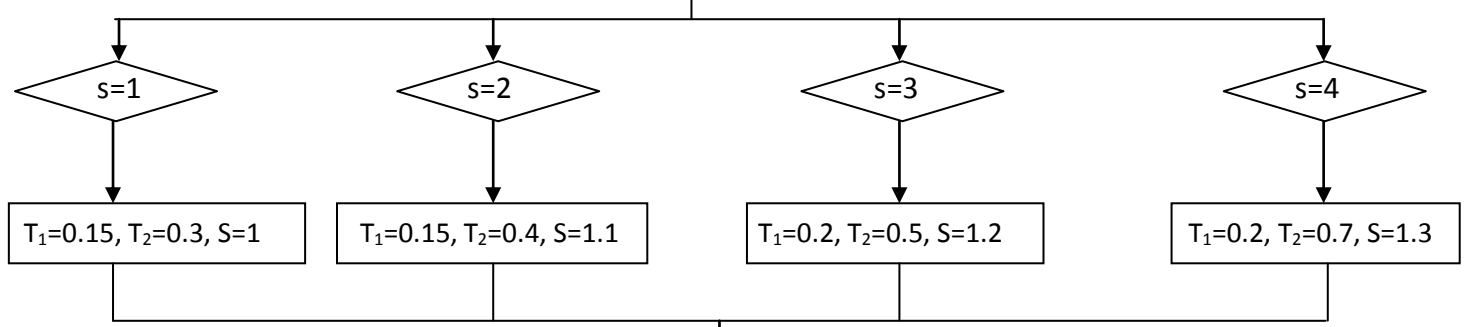 s=1
s=2
s=3
s=4
T₁=0.15, T₂=0.3, S=1
T₁=0.15, T₂=0.4, S=1.1
T₁=0.2, T₂=0.5, S=1.2
T₁=0.2, T₂=0.7, S=1.3